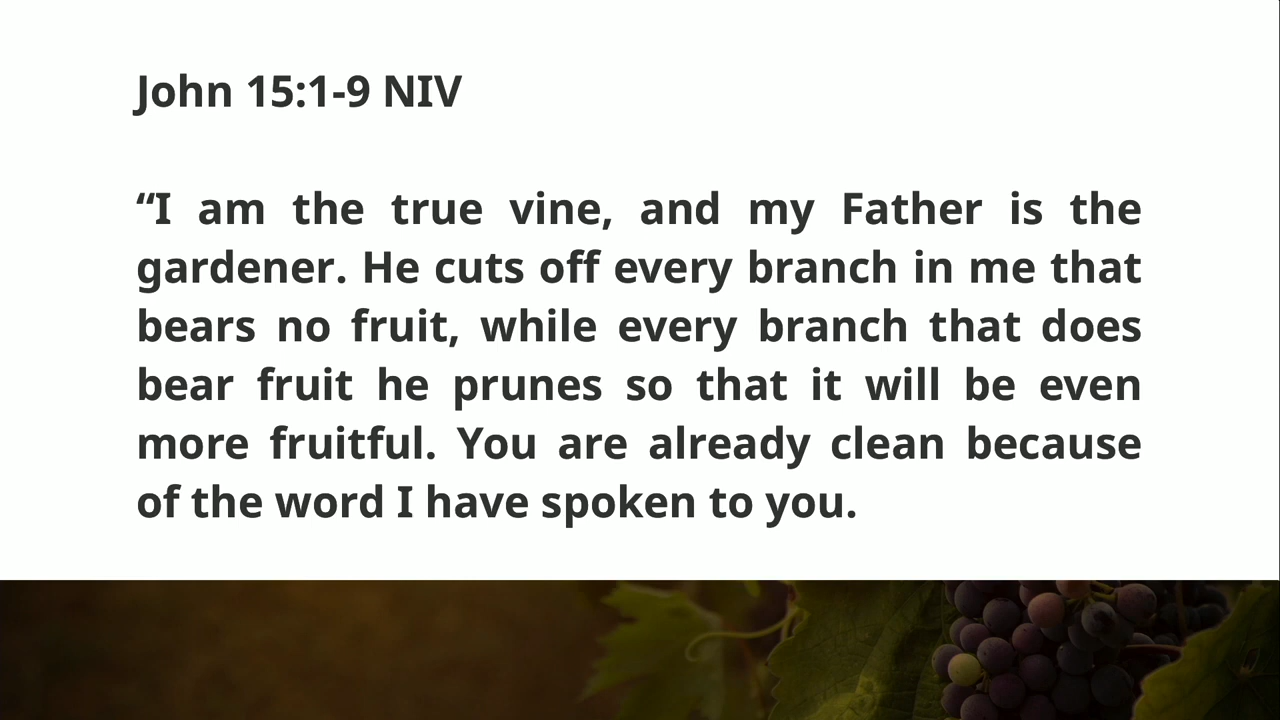 John 15:1-9 NIV
“I am the true vine, and my Father is the
gardener. He cuts off every branch in me that
bears no fruit, while every branch that does
bear fruit he prunes so that it will be even
more fruitful. You are already clean because
of the word I have spoken to you.